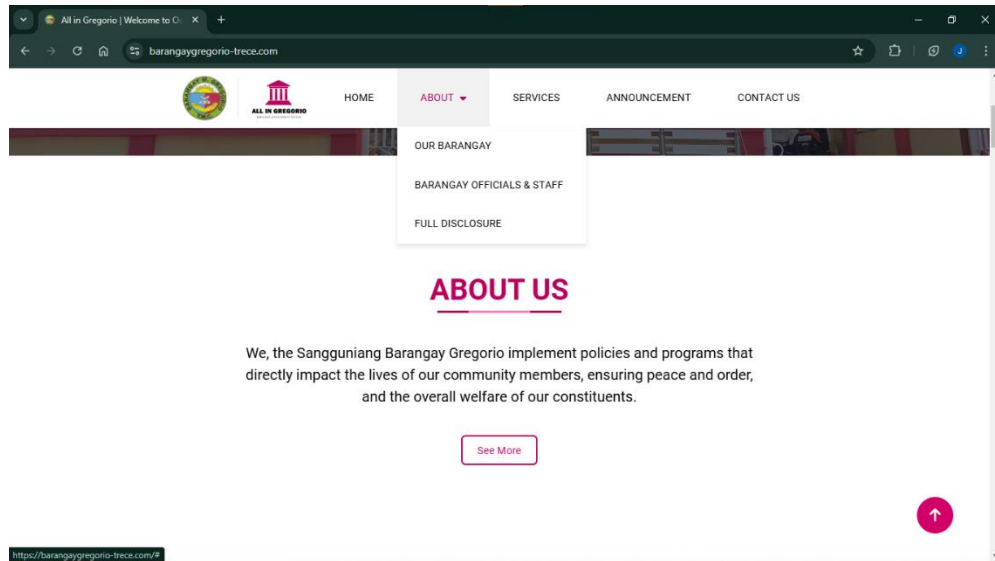 All in Gregorio | Welcome to O
barangaygregorio-trece.com
J
ALL IN GREGORIO
HOME
ABOUT
SERVICES
ANNOUNCEMENT
CONTACT US
OUR BARANGAY
BARANGAY OFFICIALS & STAFF
FULL DISCLOSURE
ABOUT US
We, the Sangguniang Barangay Gregorio implement policies and programs that
directly impact the lives of our community members, ensuring peace and order,
and the overall welfare of our constituents.
See More
https://barangaygregorio-trece.com/#